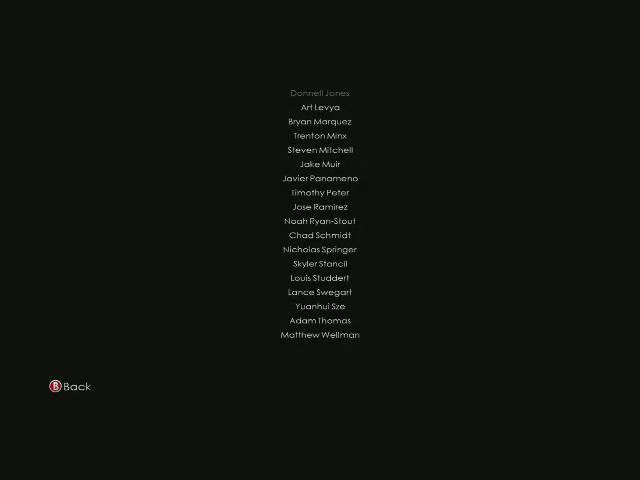 Donnell Jones
Art Levya
Bryan Marquez
Trenton Minx
Steven Mitchell
Jake Muir
Javier Panameno
Timothy Peter
Jose Ramirez
Noah Ryan-Stout
Chad Schmidt
Nicholas Springer
Skyler Stancil
Louis Studdert
Lance Swegart
Yuanhui Sze
Adam Thomas
Matthew Wellman
B Back